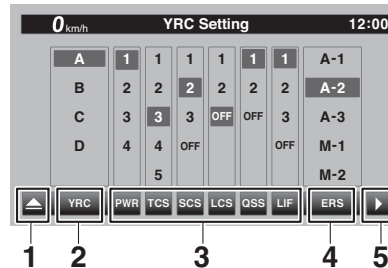 0 km/h YRC Setting 12:00
A 1 1 1 1 1 1 A-1
B 2 2 2 2 2 2 A-2
C 3 3 3 OFF OFF 3 A-3
D 4 4 OFF OFF M-1
5 M-2
YRC PWR TCS SCS LCS QSS LIF ERS
1 2 3 4 5